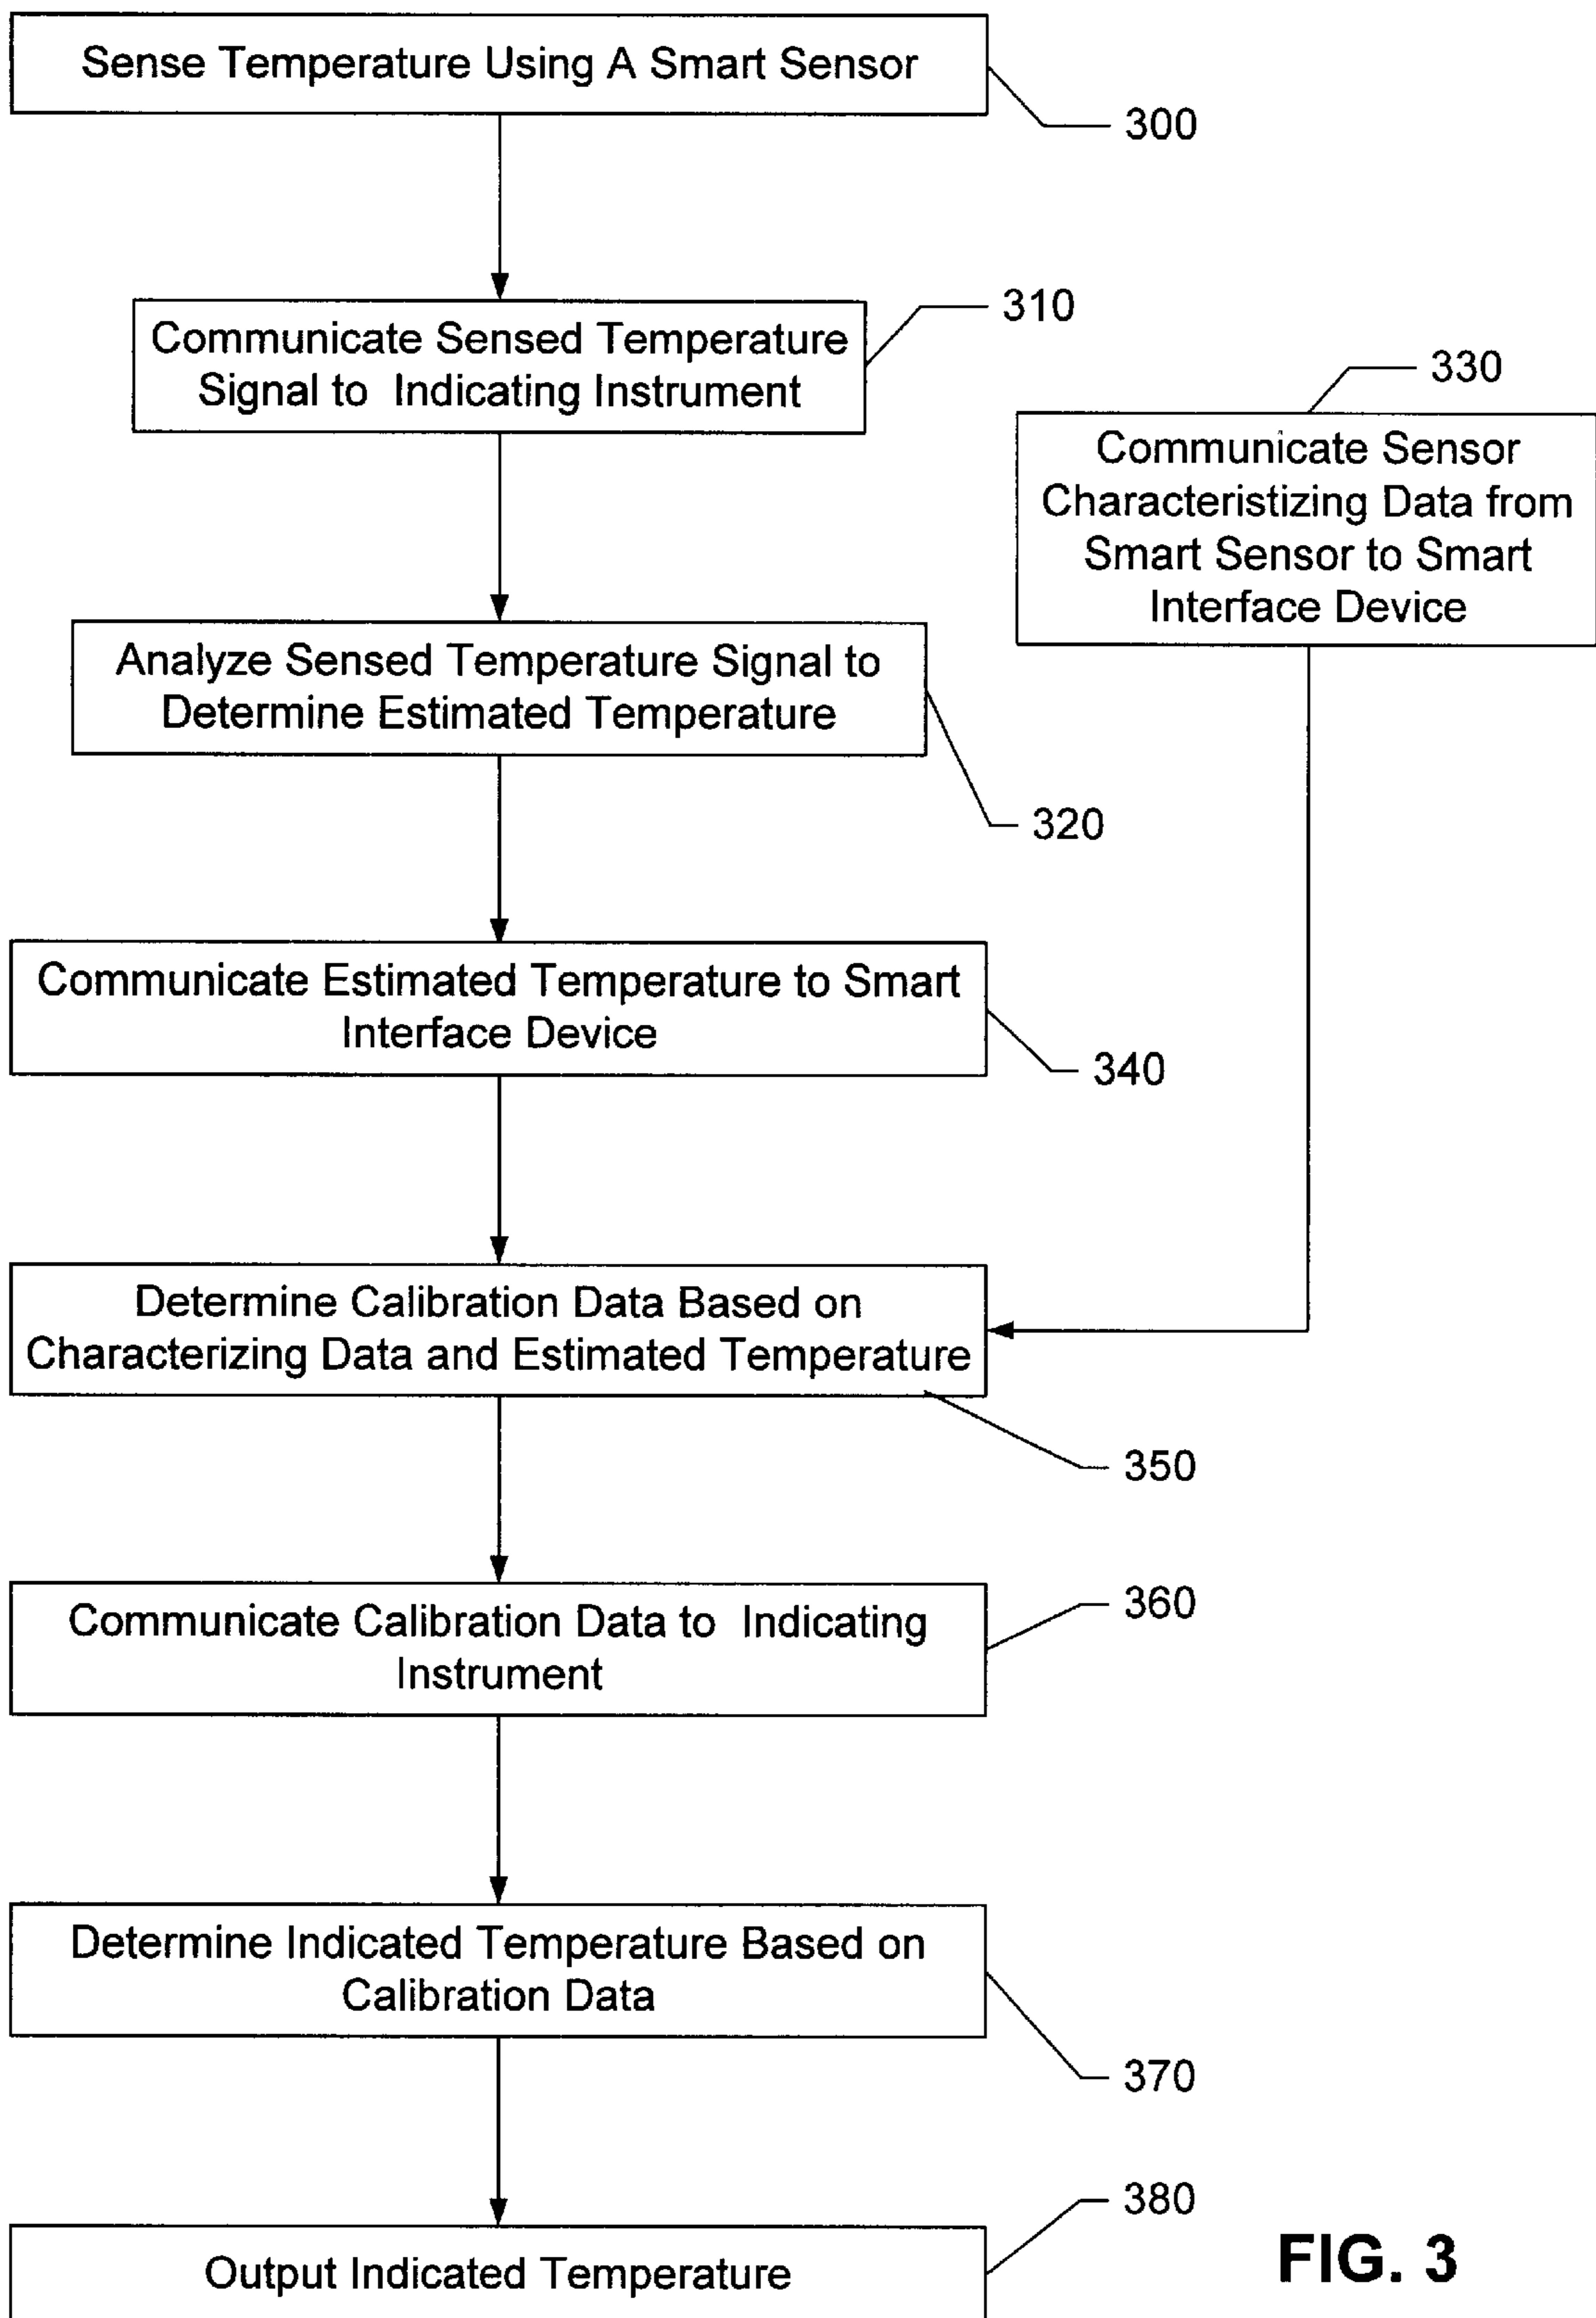 Sense Temperature Using A Smart Sensor
300
Communicate Sensed Temperature
Signal to Indicating Instrument
310
330
Communicate Sensor
Characteristizing Data from
Smart Sensor to Smart
Interface Device
Analyze Sensed Temperature Signal to
Determine Estimated Temperature
320
Communicate Estimated Temperature to Smart
Interface Device
340
Determine Calibration Data Based on
Characterizing Data and Estimated Temperature
350
Communicate Calibration Data to Indicating
Instrument
360
Determine Indicated Temperature Based on
Calibration Data
370
Output Indicated Temperature
380
FIG. 3